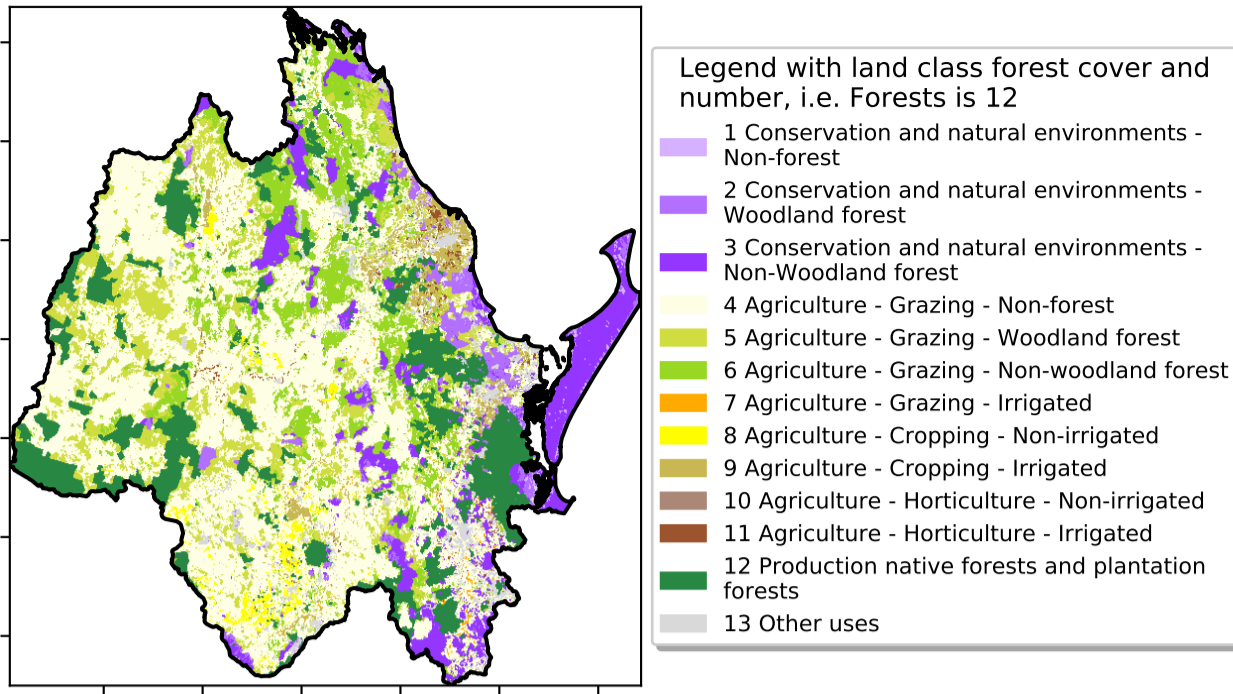 Legend with land class forest cover and
number, i.e. Forests is 12
1 Conservation and natural environments -
Non-forest
2 Conservation and natural environments -
Woodland forest
3 Conservation and natural environments -
Non-Woodland forest
4 Agriculture - Grazing - Non-forest
5 Agriculture - Grazing - Woodland forest
6 Agriculture - Grazing - Non-woodland forest
7 Agriculture - Grazing - Irrigated
8 Agriculture - Cropping - Non-irrigated
9 Agriculture - Cropping - Irrigated
10 Agriculture - Horticulture - Non-irrigated
11 Agriculture - Horticulture - Irrigated
12 Production native forests and plantation
forests
13 Other uses